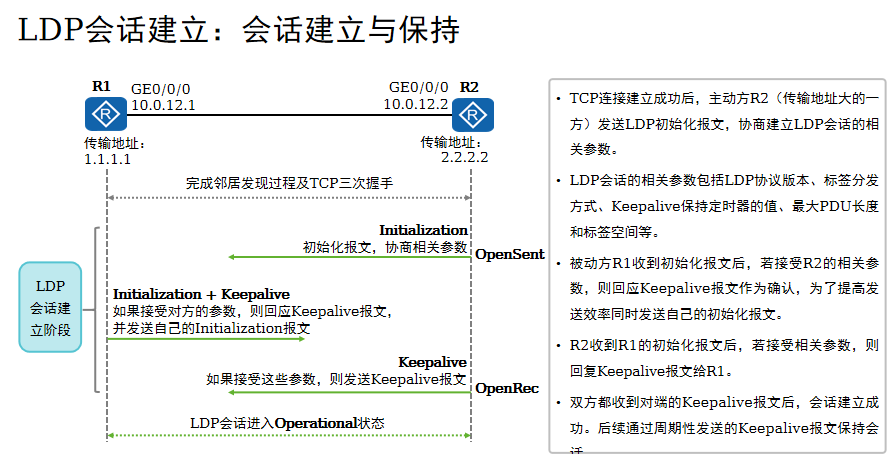 LDP会话建立：会话建立与保持
R1
GE0/0/0
10.0.12.1
GE0/0/0
10.0.12.2
R2
R
R
传输地址：
1.1.1.1
传输地址：
2.2.2.2
完成邻居发现过程及TCP三次握手
Initialization
初始化报文，协商相关参数
OpenSent
LDP
会话建
立阶段
Initialization + Keepalive
如果接受对方的参数，则回应Keepalive报文，
并发送自己的Initialization报文
Keepalive
如果接受这些参数，则发送Keepalive报文
OpenRec
LDP会话进入Operational状态
• TCP连接建立成功后，主动方R2（传输地址大的一
方）发送LDP初始化报文，协商建立LDP会话的相
关参数。
• LDP会话的相关参数包括LDP协议版本、标签分发
方式、Keepalive保持定时器的值、最大PDU长度
和标签空间等。
• 被动方R1收到初始化报文后，若接受R2的相关参
数，则回应Keepalive报文作为确认，为了提高发
送效率同时发送自己的初始化报文。
• R2收到R1的初始化报文后，若接受相关参数，则
回复Keepalive报文给R1。
• 双方都收到对端的Keepalive报文后，会话建立成
功。后续通过周期性发送的Keepalive报文保持会
话